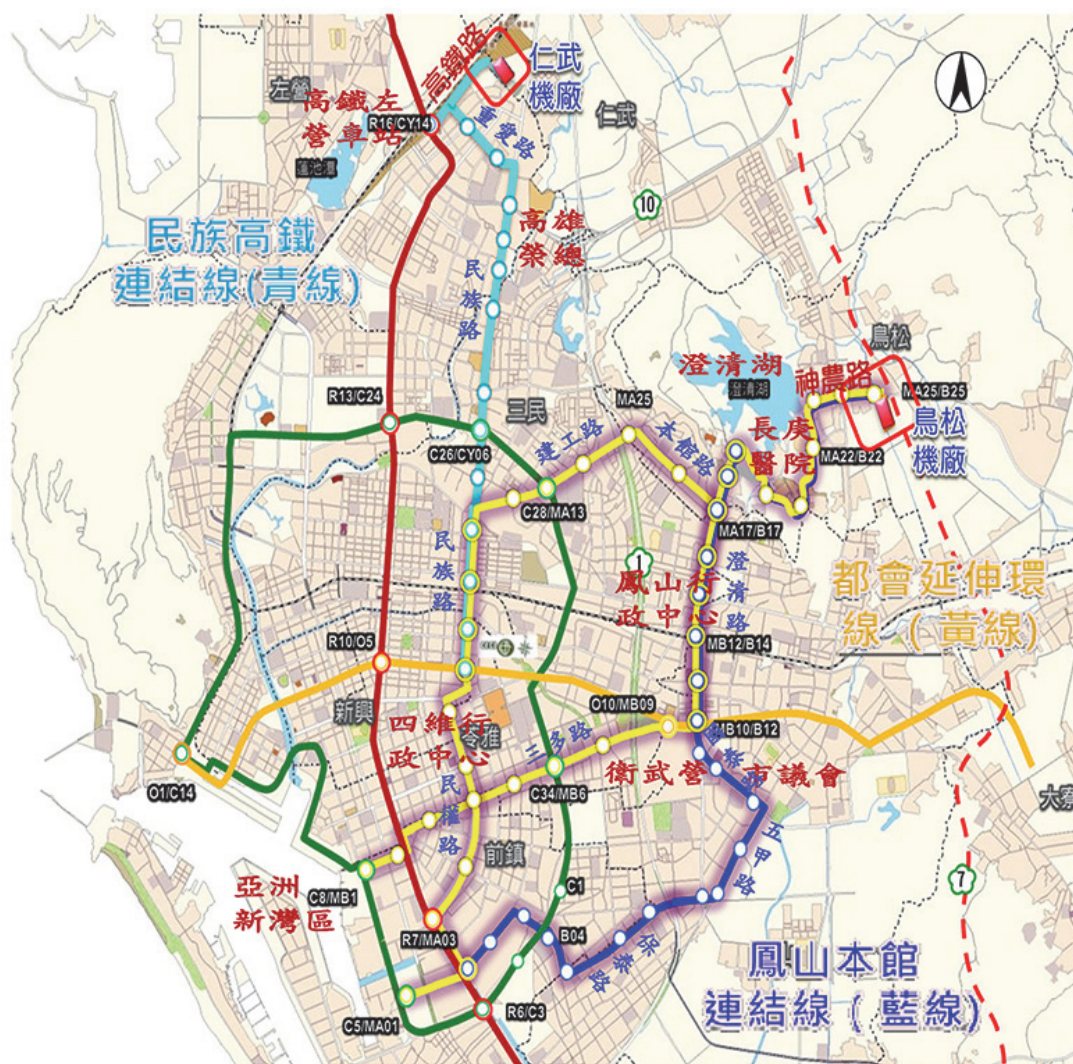 高鐵路
仁武
機廠
左營
高鐵左
營車站
R16/CY14
仁武
重愛路
蓮池潭
10
高雄
榮總
民族高鐵
連結線(青線)
民族路
鳥松
澄清湖
澄清湖
神農路
MA25/B25
R13/C24
三民
MA25
鳥松
機廠
C26/CY06
建工路
本館路
長庚
醫院
MA22/B22
C28/MA13
MA17/B17
民族路
1
澄清路
鳳山行
政中心
都會延伸環
線(黃線)
MB12/B14
R10/O5
O10/MB09
新興
四維行
政中心
苓雅
三多路
MB10/B12
衛武營
市議會
O1/C14
C34/MB6
大寮
民權路
五甲路
前鎮
C8/MB1
7
亞洲
新灣區
C1
R7/MA03
B04
保泰路
鳳山本館
連結線(藍線)
C5/MA01
R6/C3